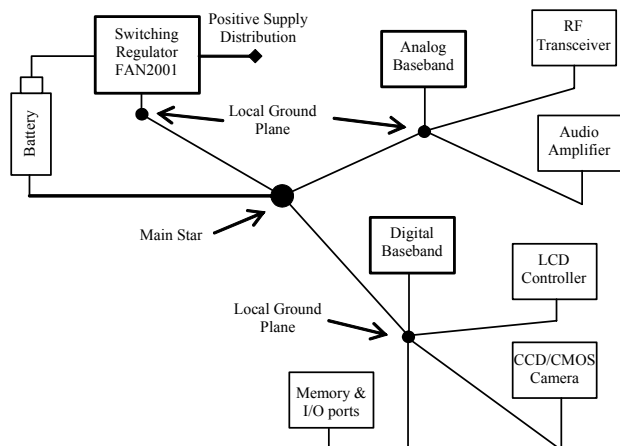 Switching
Regulator
FAN2001
Positive Supply
Distribution
Analog
Baseband
RF
Transceiver
Battery
Local Ground
Plane
Audio
Amplifier
Main Star
Digital
Baseband
LCD
Controller
Local Ground
Plane
CCD/CMOS
Camera
Memory &
I/O ports